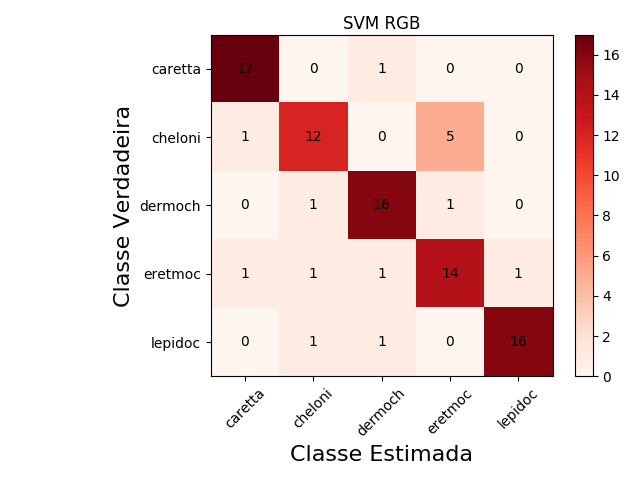 SVM RGB
Classe Verdadeira
caretta 17 0 1 0 0
cheloni 1 12 0 5 0
dermoch 0 1 16 1 0
eretmoc 1 1 1 14 1
lepidoc 0 1 1 0 16
caretta cheloni dermoch eretmoc lepidoc
Classe Estimada
16
14
12
10
8
6
4
2
0